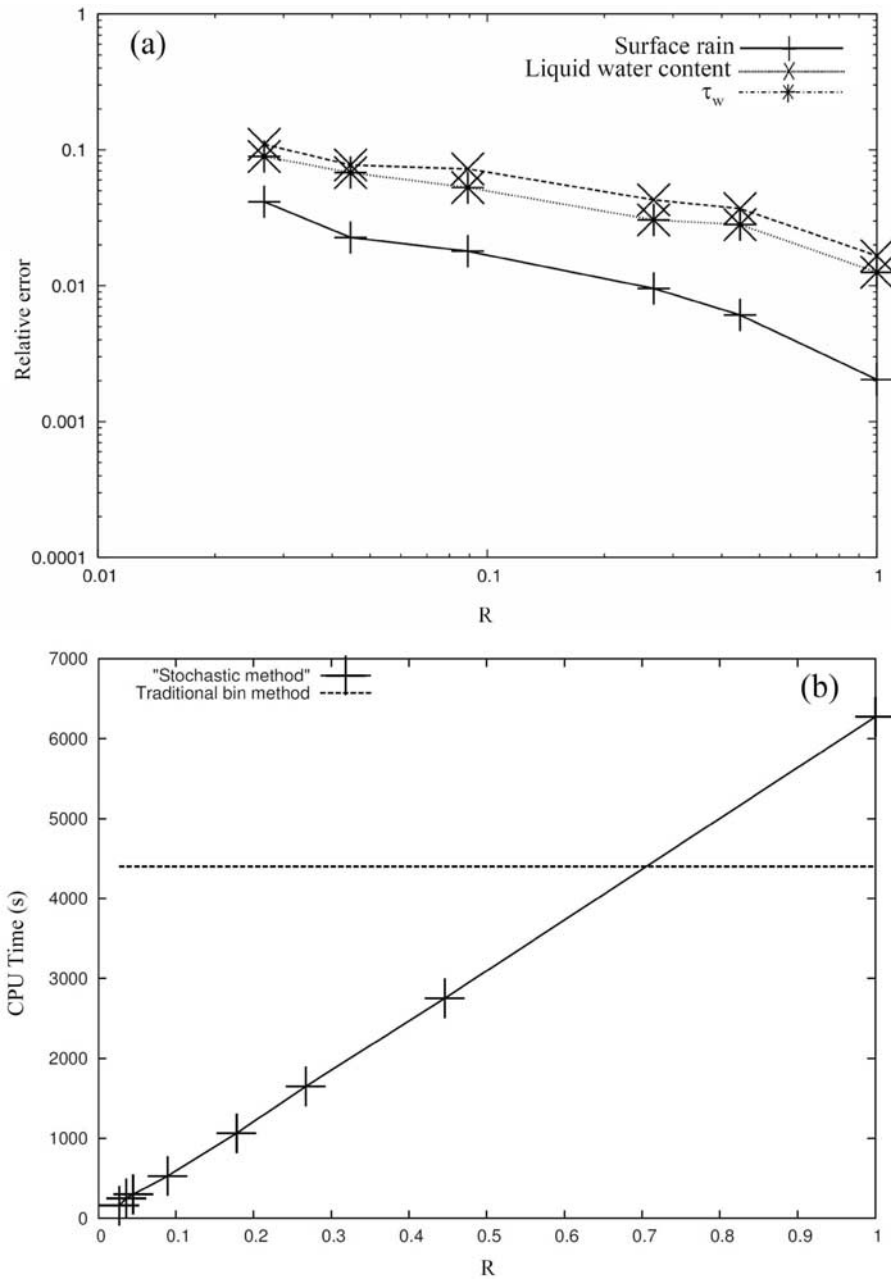 (a)
Surface rain
Liquid water content
τw
1
0.1
0.01
0.001
0.0001
Relative error
0.01
0.1
1
R
(b)
"Stochastic method"
Traditional bin method
7000
6000
5000
4000
3000
2000
1000
0
CPU Time (s)
0
0.1
0.2
0.3
0.4
0.5
0.6
0.7
0.8
0.9
1
R